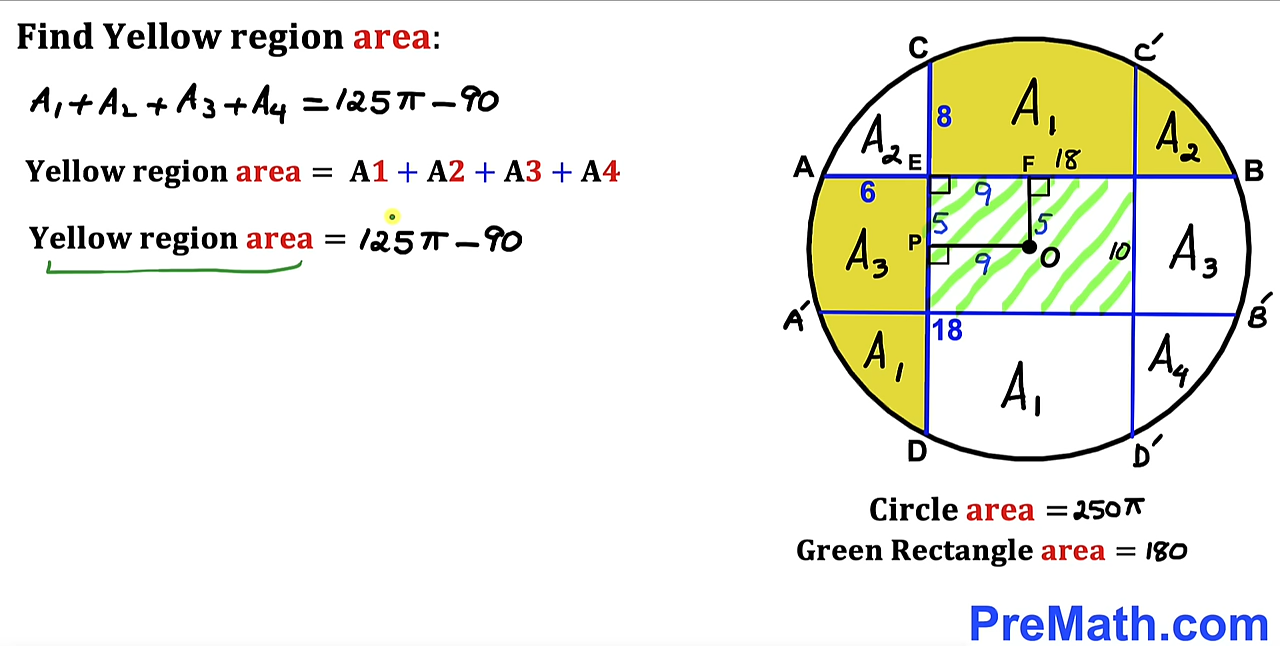 Find Yellow region area:
A₁ + A₂ + A₃ + A₄ = 125π − 90
Yellow region area = A1 + A2 + A3 + A4
Yellow region area = 125π − 90
C C′
8 A₁
A₂ A₂
A E F 18 B
6 9
5 5
A₃ P O 10 A₃
9
A′ B′
18
A₁ A₄
A₁
D D′
Circle area = 250π
Green Rectangle area = 180
PreMath.com